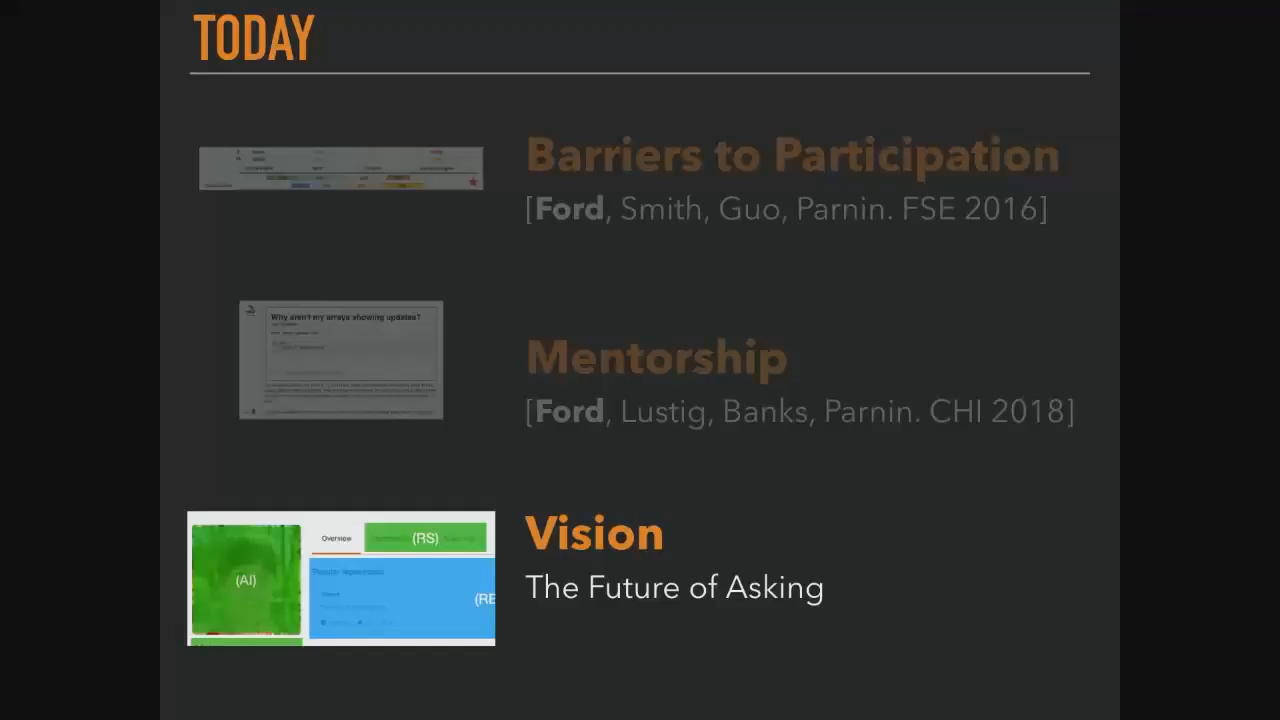 TODAY
Barriers to Participation
[Ford, Smith, Guo, Parnin. FSE 2016]
Why aren't my arrays showing updates?
Mentorship
[Ford, Lustig, Banks, Parnin. CHI 2018]
Overview
(RS)
(AI)
(RE
Vision
The Future of Asking